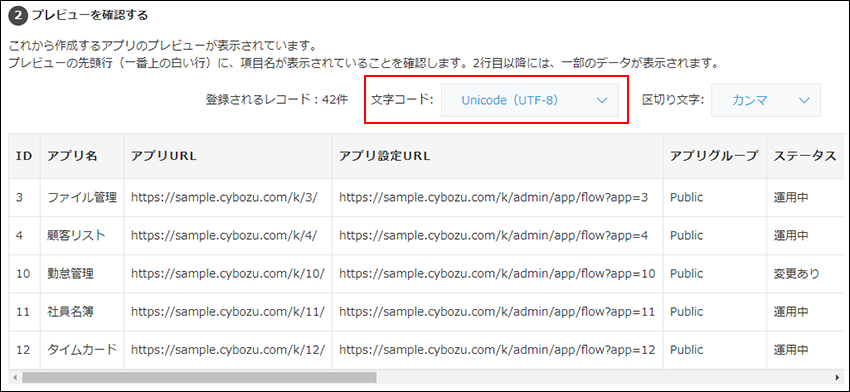 2 プレビューを確認する
これから作成するアプリのプレビューが表示されています。
プレビューの先頭行（一番上の白い行）に、項目名が表示されていることを確認します。2行目以降には、一部のデータが表示されます。
登録されるレコード：42件 文字コード: Unicode（UTF-8） 区切り文字: カンマ
ID アプリ名 アプリURL アプリ設定URL アプリグループ ステータス
3 ファイル管理 https://sample.cybozu.com/k/3/ https://sample.cybozu.com/k/admin/app/flow?app=3 Public 運用中
4 顧客リスト https://sample.cybozu.com/k/4/ https://sample.cybozu.com/k/admin/app/flow?app=4 Public 運用中
10 勤怠管理 https://sample.cybozu.com/k/10/ https://sample.cybozu.com/k/admin/app/flow?app=10 Public 変更あり
11 社員名簿 https://sample.cybozu.com/k/11/ https://sample.cybozu.com/k/admin/app/flow?app=11 Public 運用中
12 タイムカード https://sample.cybozu.com/k/12/ https://sample.cybozu.com/k/admin/app/flow?app=12 Public 運用中